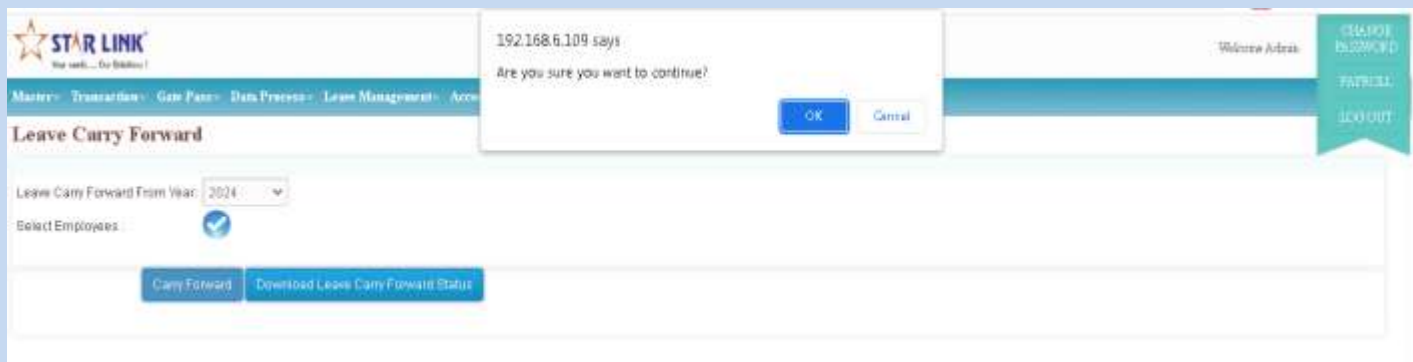 STAR LINK
192.168.6.109 says
Are you sure you want to continue?
OK
Cancel
Welcome Admin
CHANGE
PASSWORD
PAYROLL
LOG OUT
Master Transaction Gate Pass Data Process Leave Management
Leave Carry Forward
Leave Carry Forward From Year: 2024
Select Employees :
Carry Forward Download Leave Carry Forward Status